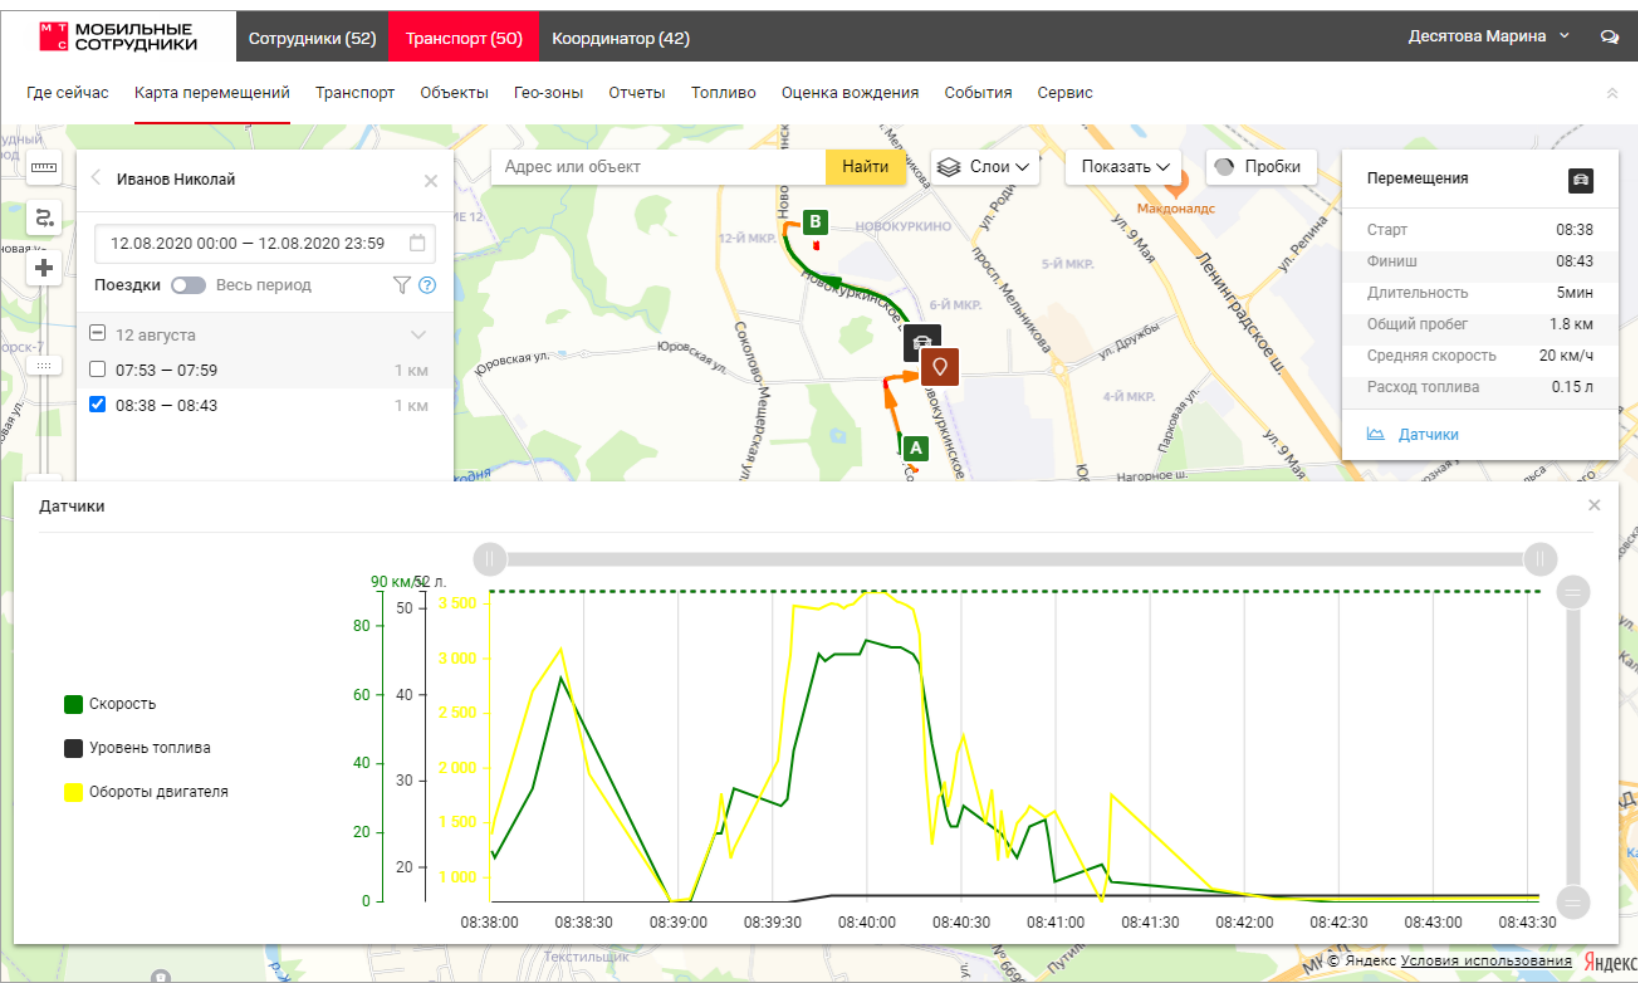 М Т С
МОБИЛЬНЫЕ
СОТРУДНИКИ
Сотрудники (52)
Транспорт (50)
Координатор (42)
Десятова Марина
Где сейчас
Карта перемещений
Транспорт
Объекты
Гео-зоны
Отчеты
Топливо
Оценка вождения
События
Сервис
Иванов Николай
12.08.2020 00:00 — 12.08.2020 23:59
Поездки
Весь период
?
12 августа
07:53 — 07:59
1 км
08:38 — 08:43
1 км
Адрес или объект
Найти
Слои
Показать
Пробки
Макдоналдс
B
НОВОКУРКИНО
12-Й МКР.
5-Й МКР.
6-Й МКР.
4-Й МКР.
A
ул. 9 Мая
ул. Репина
Ленинградское ш.
просп. Мельникова
ул. Дружбы
Юровская ул.
Юровская ул.
Соколово-Мещерская ул.
Парковая ул.
ул. 9 Мая
Нагорное ш.
Перемещения
Старт
08:38
Финиш
08:43
Длительность
5мин
Общий пробег
1.8 км
Средняя скорость
20 км/ч
Расход топлива
0.15 л
Датчики
Датчики
Скорость
Уровень топлива
Обороты двигателя
90 км/ч
80
60
40
20
0
52 л.
50
40
30
20
3 500
3 000
2 500
2 000
1 500
1 000
08:38:00
08:38:30
08:39:00
08:39:30
08:40:00
08:40:30
08:41:00
08:41:30
08:42:00
08:42:30
08:43:00
08:43:30
Текстильщик
© Яндекс Условия использования
Яндекс